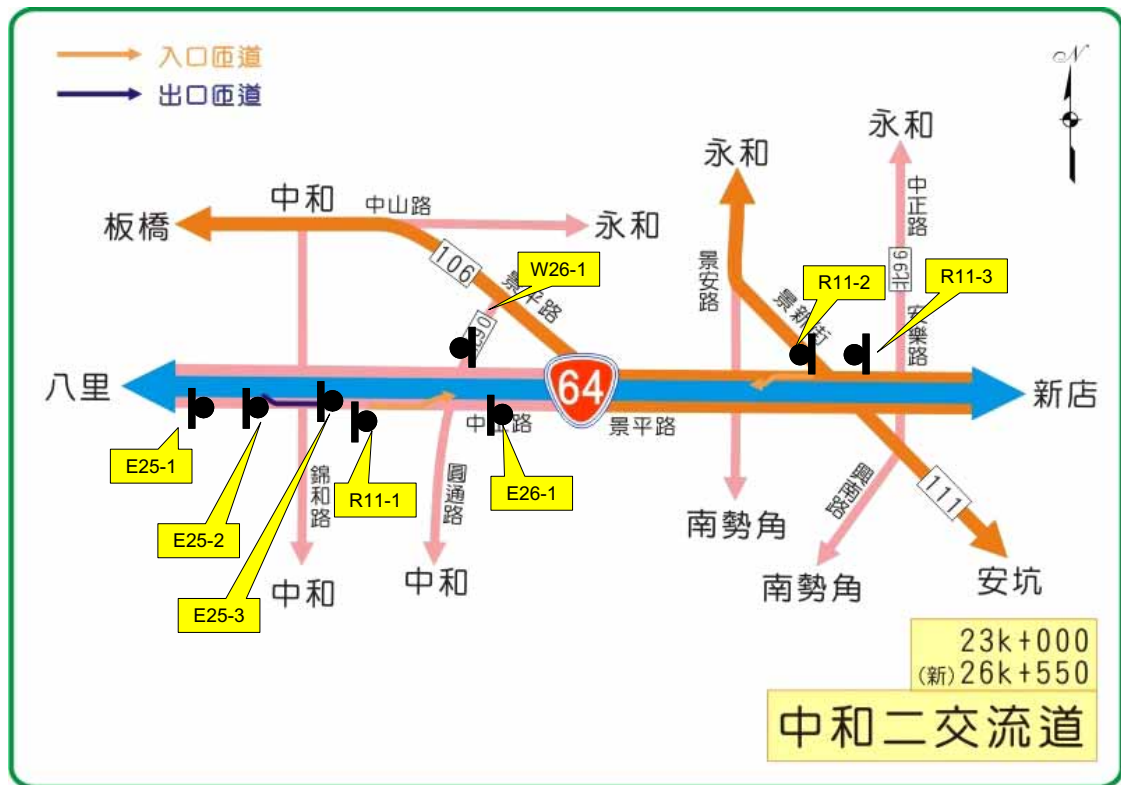 入口匝道
出口匝道
N
永和
永和
中和
中山路
永和
板橋
中正路
106
W26-1
景平路
景安路
北96
R11-2
R11-3
景新街
安樂路
八里
64
新店
中正路
景平路
E25-1
錦和路
R11-1
圓通路
E26-1
111
E25-2
南勢角
中和
中和
南勢角
安坑
E25-3
23k+000
(新)26k+550
中和二交流道